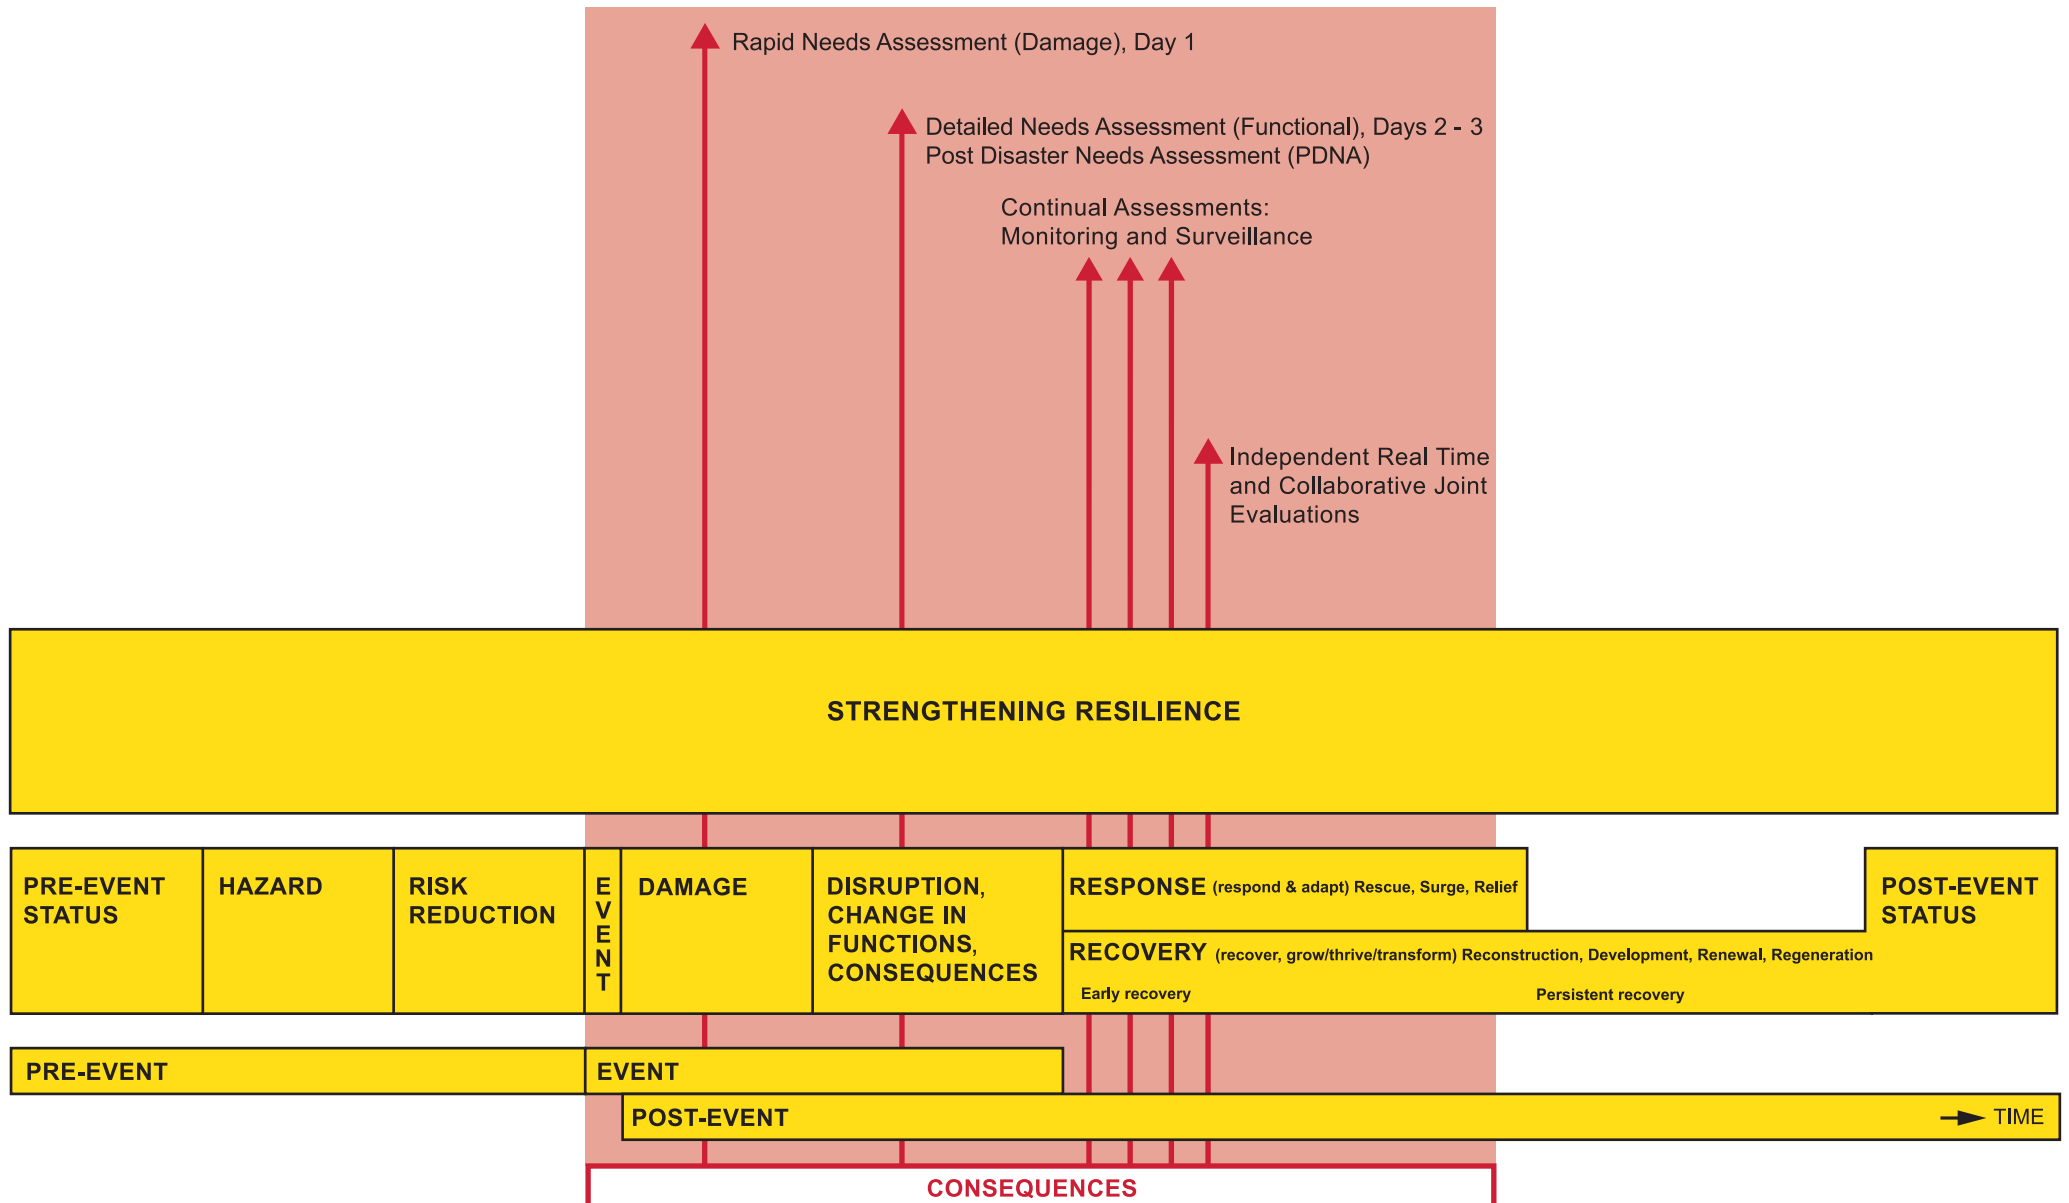 Rapid Needs Assessment (Damage), Day 1
Detailed Needs Assessment (Functional), Days 2 - 3
Post Disaster Needs Assessment (PDNA)
Continual Assessments:
Monitoring and Surveillance
Independent Real Time
and Collaborative Joint
Evaluations
STRENGTHENING RESILIENCE
PRE-EVENT
STATUS
HAZARD
RISK
REDUCTION
EVENT
DAMAGE
DISRUPTION,
CHANGE IN
FUNCTIONS,
CONSEQUENCES
RESPONSE (respond & adapt) Rescue, Surge, Relief
RECOVERY (recover, grow/thrive/transform) Reconstruction, Development, Renewal, Regeneration
Early recovery
Persistent recovery
POST-EVENT
STATUS
PRE-EVENT
EVENT
POST-EVENT
TIME
CONSEQUENCES